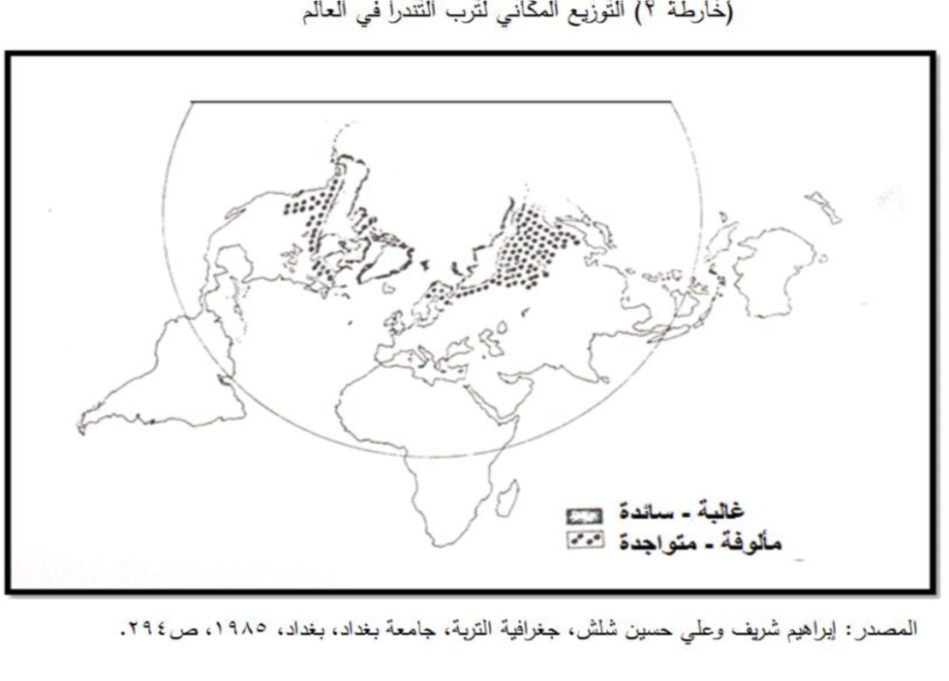 (خارطة ٢) التوزيع المكاني لترب التندرا في العالم
غالبة - سائدة
مألوفة - متواجدة
المصدر: إبراهيم شريف وعلي حسين شلش، جغرافية التربة، جامعة بغداد، بغداد، ١٩٨٥، ص٢٩٤.